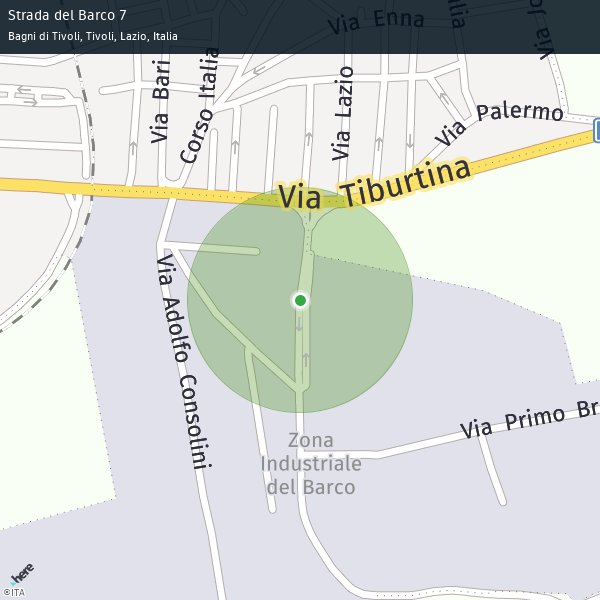 Strada del Barco 7
Bagni di Tivoli, Tivoli, Lazio, Italia
Via Enna
Via Bari
Corso Italia
Via Lazio
Via Palermo
Via Tiburtina
Via Adolfo Consolini
Via Primo Br
Zona
Industriale
del Barco
here
©ITA